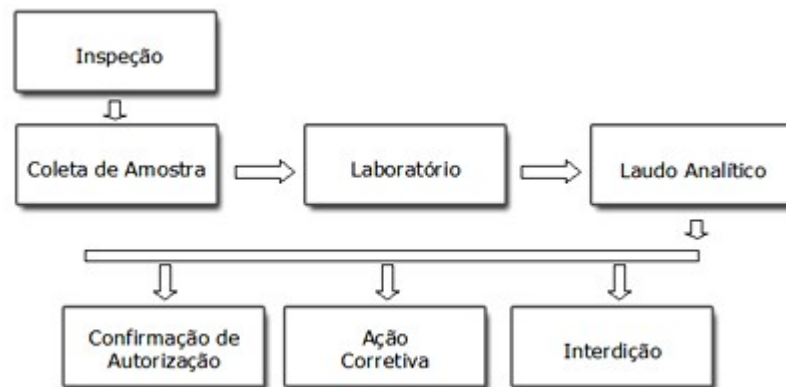 Inspeção
Coleta de Amostra
Laboratório
Laudo Analítico
Confirmação de
Autorização
Ação
Corretiva
Interdição